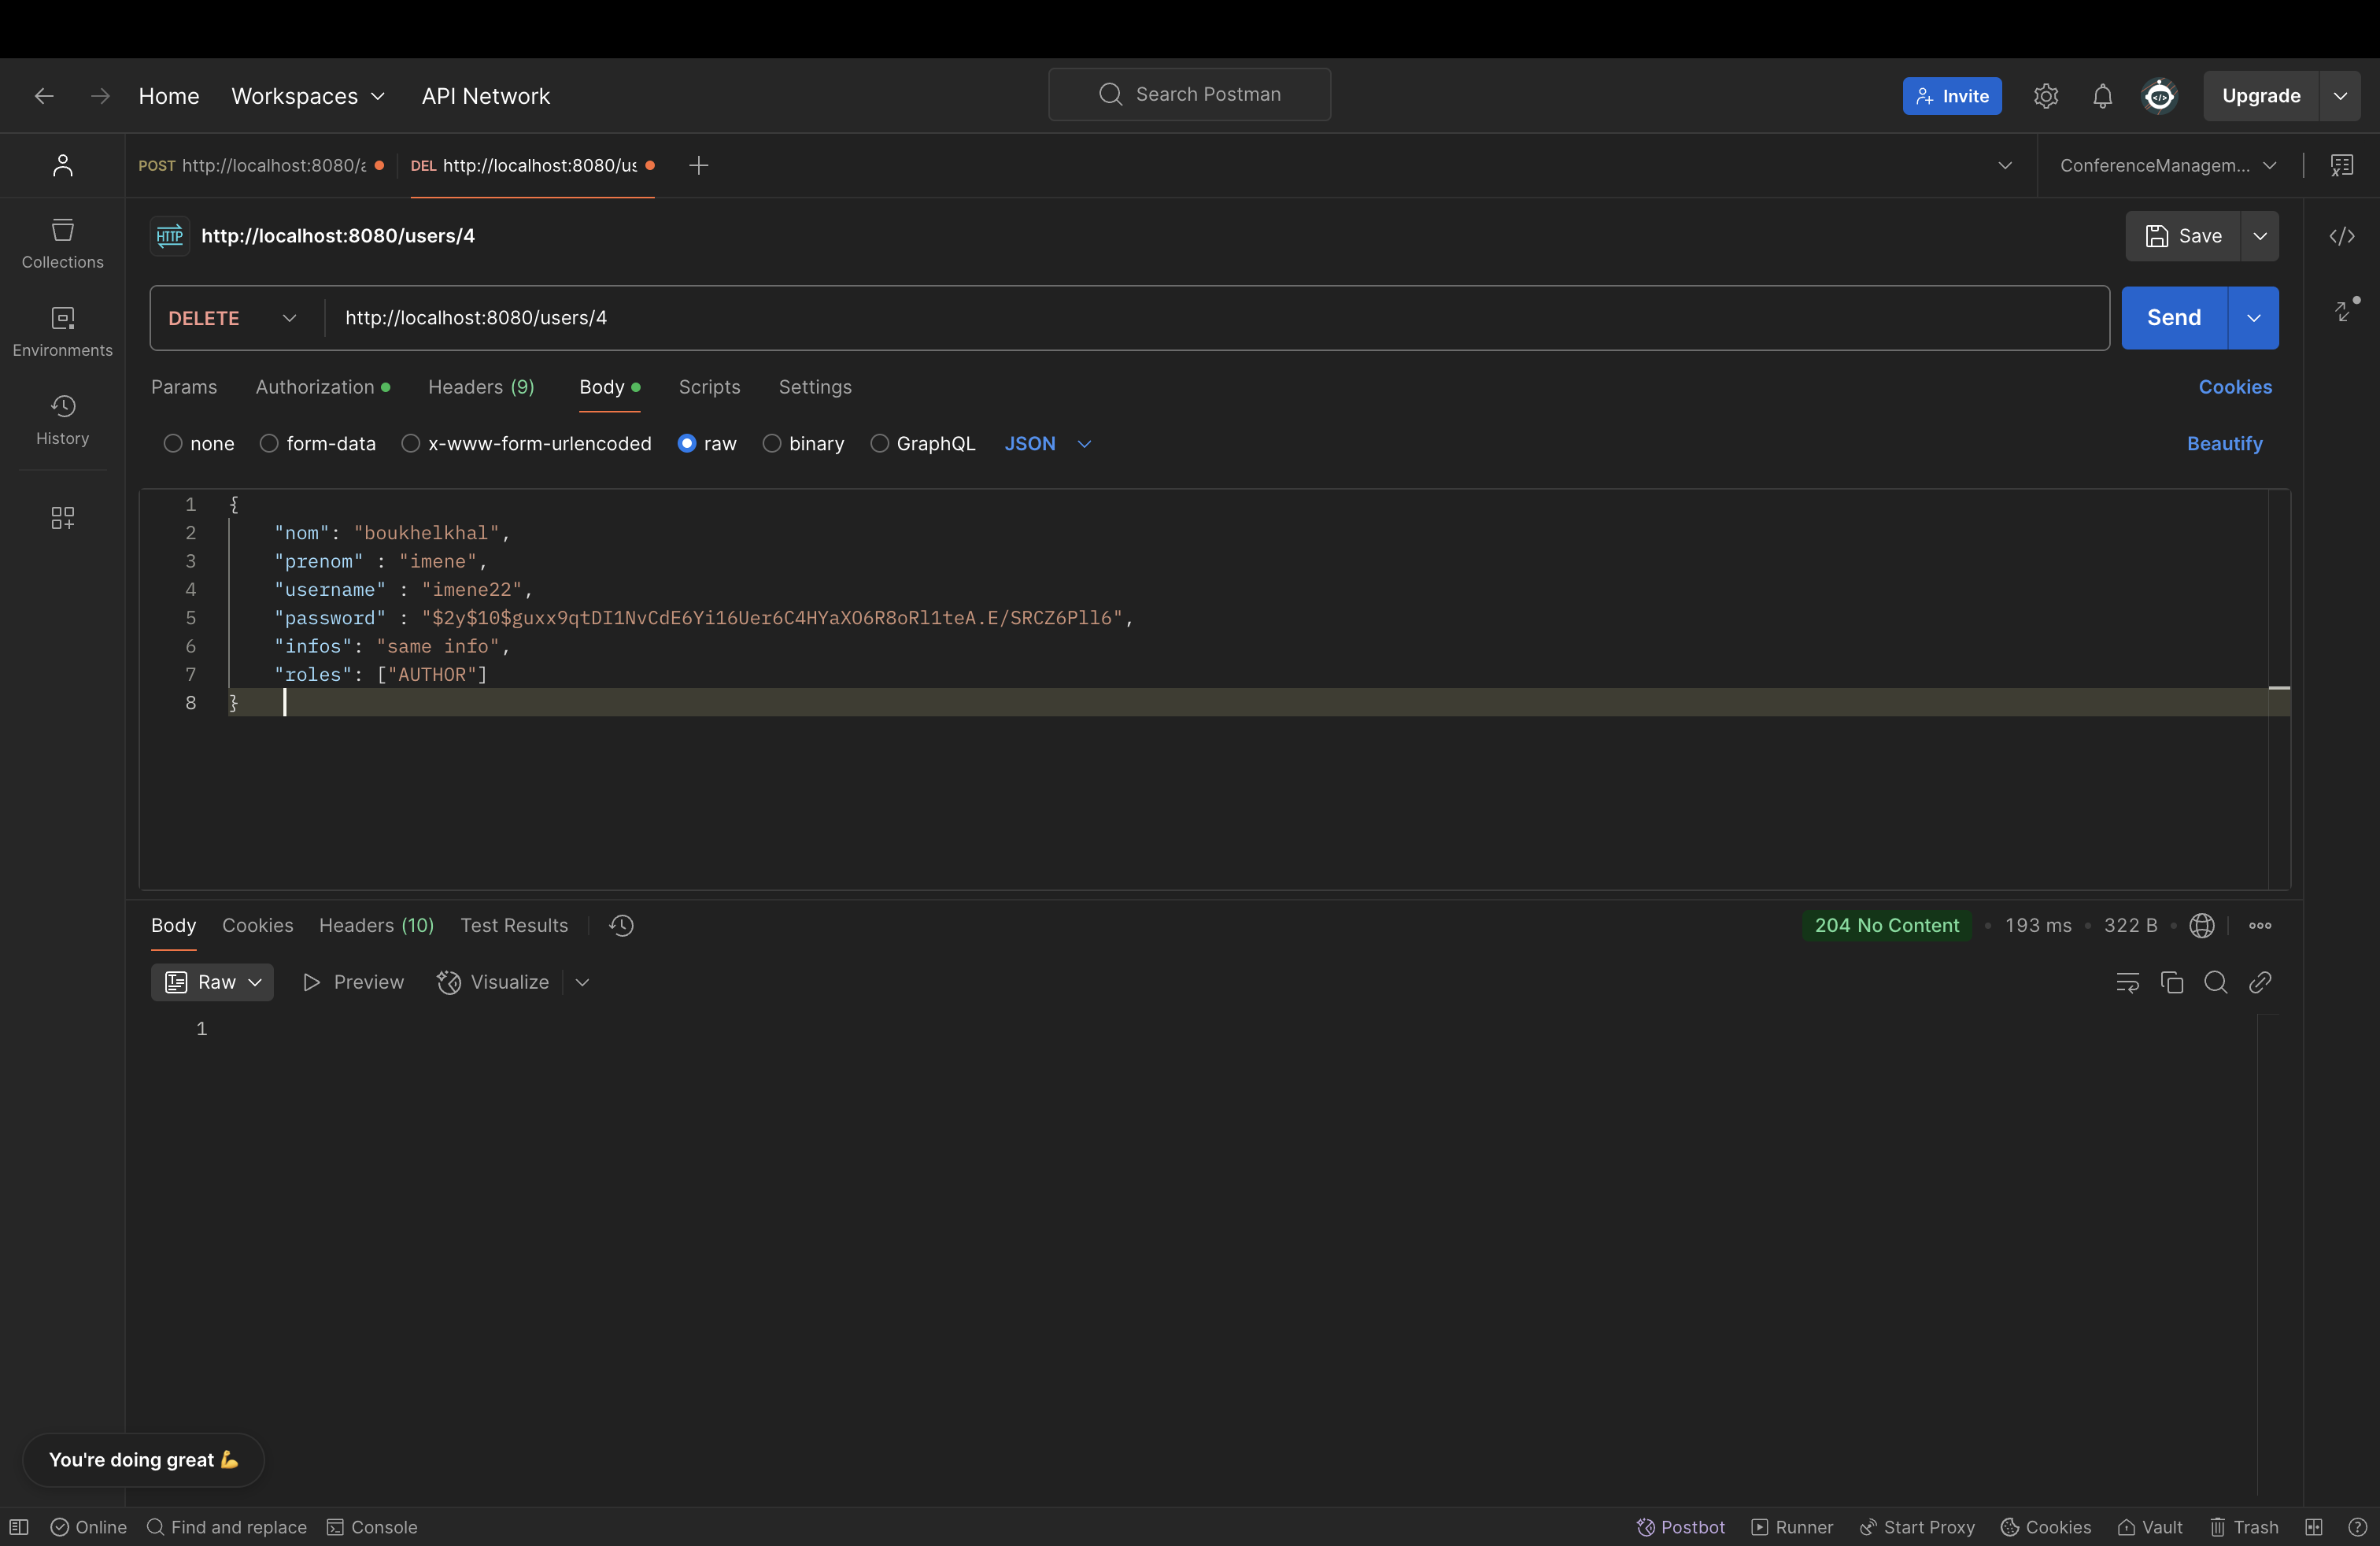 Home Workspaces API Network Search Postman Invite Upgrade
POST http://localhost:8080/a DEL http://localhost:8080/us ConferenceManagem...
HTTP http://localhost:8080/users/4 Save
Collections
Environments
History
DELETE http://localhost:8080/users/4 Send
Params Authorization Headers (9) Body Scripts Settings Cookies
none form-data x-www-form-urlencoded raw binary GraphQL JSON Beautify
1 {
2 "nom": "boukhelkhal",
3 "prenom" : "imene",
4 "username" : "imene22",
5 "password" : "$2y$10$guxx9qtDI1NvCdE6Yi16Uer6C4HYaXO6R8oRl1teA.E/SRCZ6Pll6",
6 "infos": "same info",
7 "roles": ["AUTHOR"]
8 }
Body Cookies Headers (10) Test Results 204 No Content • 193 ms • 322 B •
Raw Preview Visualize
1
You're doing great 💪
Online Find and replace Console Postbot Runner Start Proxy Cookies Vault Trash